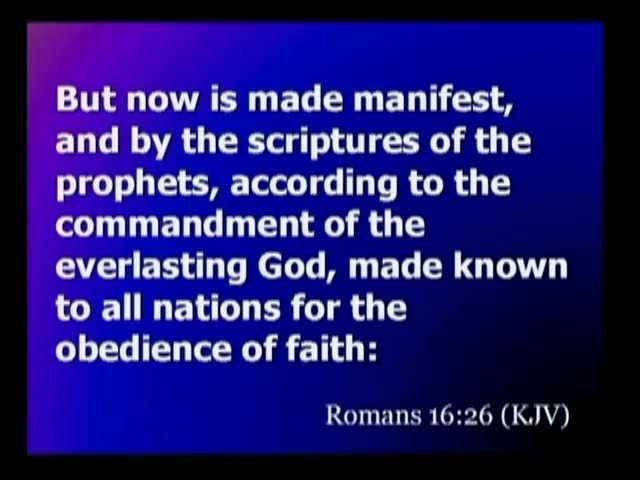 But now is made manifest,
and by the scriptures of the
prophets, according to the
commandment of the
everlasting God, made known
to all nations for the
obedience of faith:
Romans 16:26 (KJV)